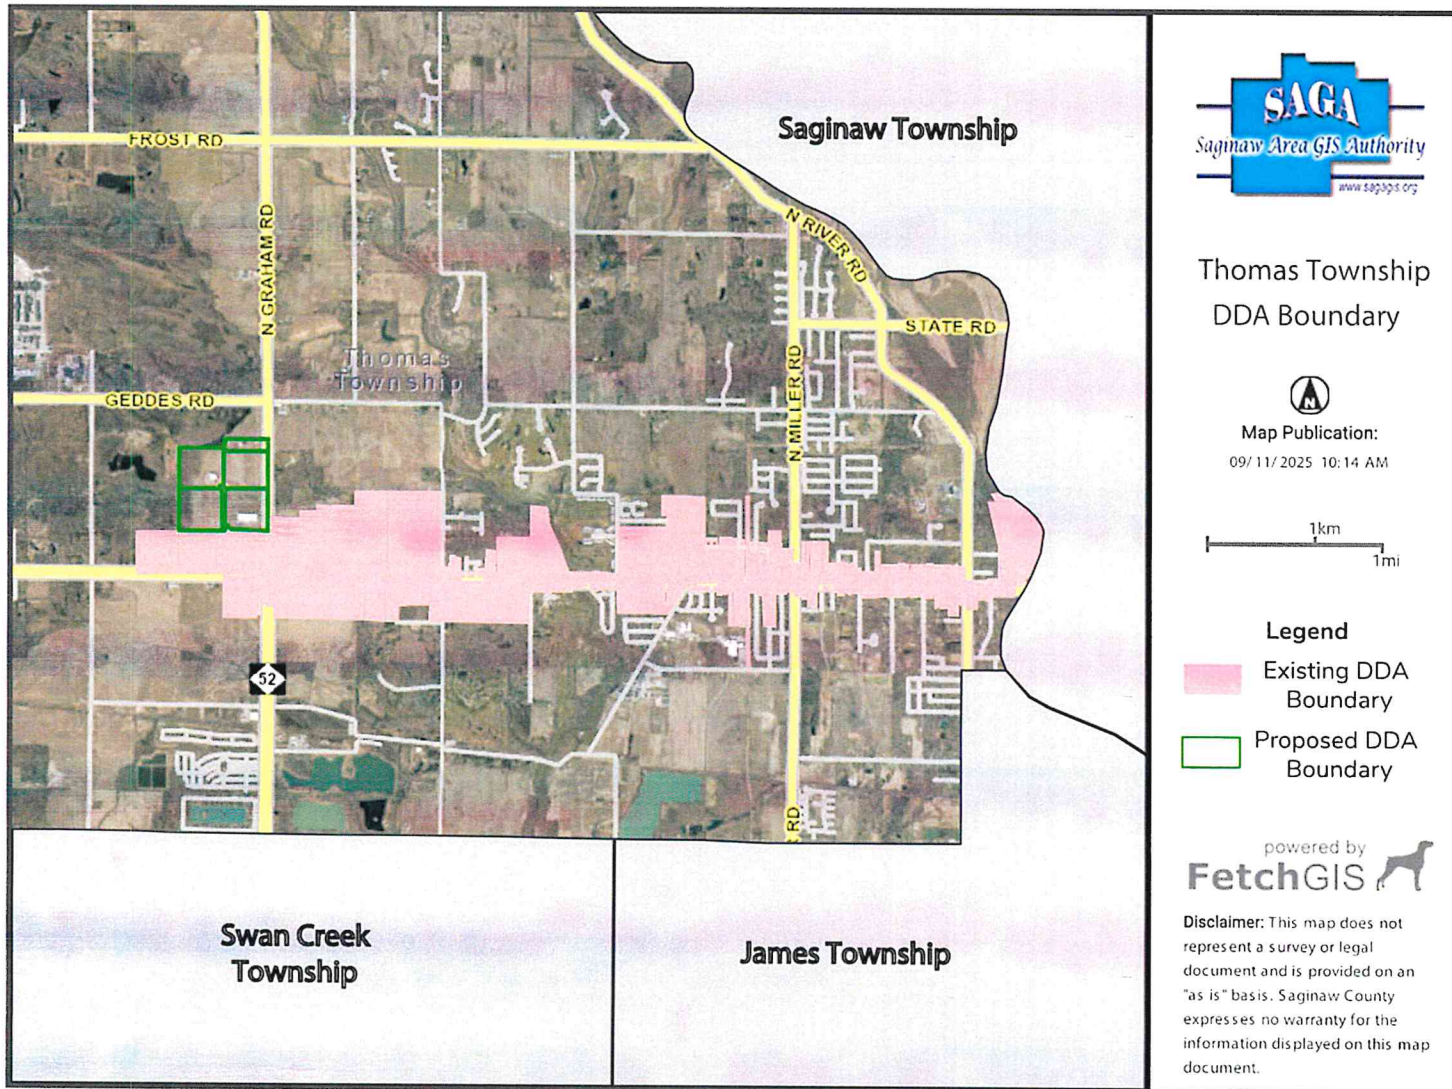 Saginaw Township
FROST RD
N GRAHAM RD
N RIVER RD
STATE RD
Thomas
Township
GEDDES RD
N MILLER RD
52
RD
Swan Creek
Township
James Township
SAGA
Saginaw Area GIS Authority
www.sagagis.org
Thomas Township
DDA Boundary
N
Map Publication:
09/11/2025 10:14 AM
1km
1mi
Legend
Existing DDA
Boundary
Proposed DDA
Boundary
powered by
FetchGIS
Disclaimer: This map does not
represent a survey or legal
document and is provided on an
"as is" basis. Saginaw County
expresses no warranty for the
information displayed on this map
document.